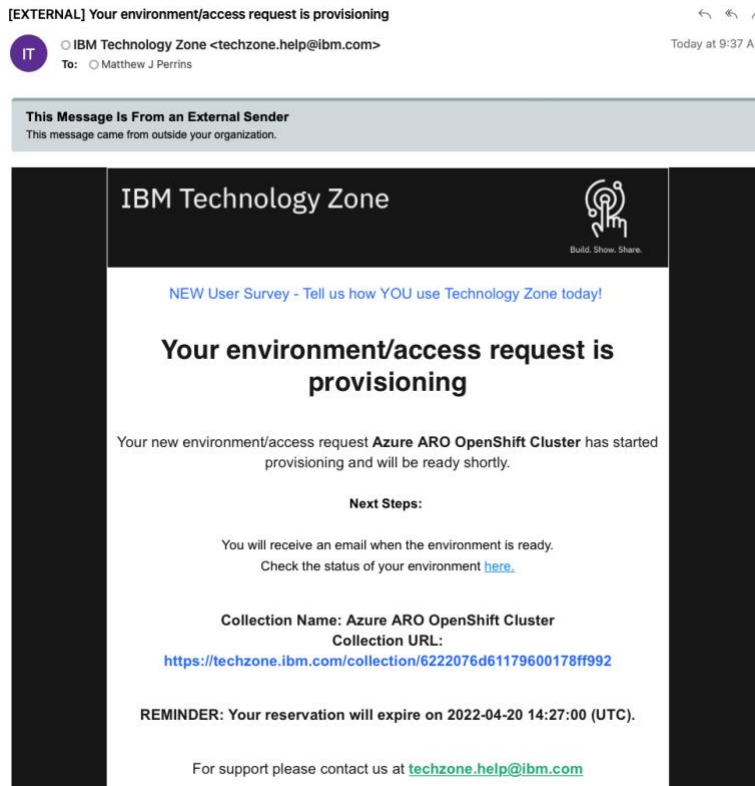 [EXTERNAL] Your environment/access request is provisioning
IT
IBM Technology Zone <techzone.help@ibm.com>
Today at 9:37 A
To: Matthew J Perrins
This Message Is From an External Sender
This message came from outside your organization.
IBM Technology Zone
Build. Show. Share.
NEW User Survey - Tell us how YOU use Technology Zone today!
Your environment/access request is
provisioning
Your new environment/access request Azure ARO OpenShift Cluster has started
provisioning and will be ready shortly.
Next Steps:
You will receive an email when the environment is ready.
Check the status of your environment here.
Collection Name: Azure ARO OpenShift Cluster
Collection URL:
https://techzone.ibm.com/collection/6222076d61179600178ff992
REMINDER: Your reservation will expire on 2022-04-20 14:27:00 (UTC).
For support please contact us at techzone.help@ibm.com